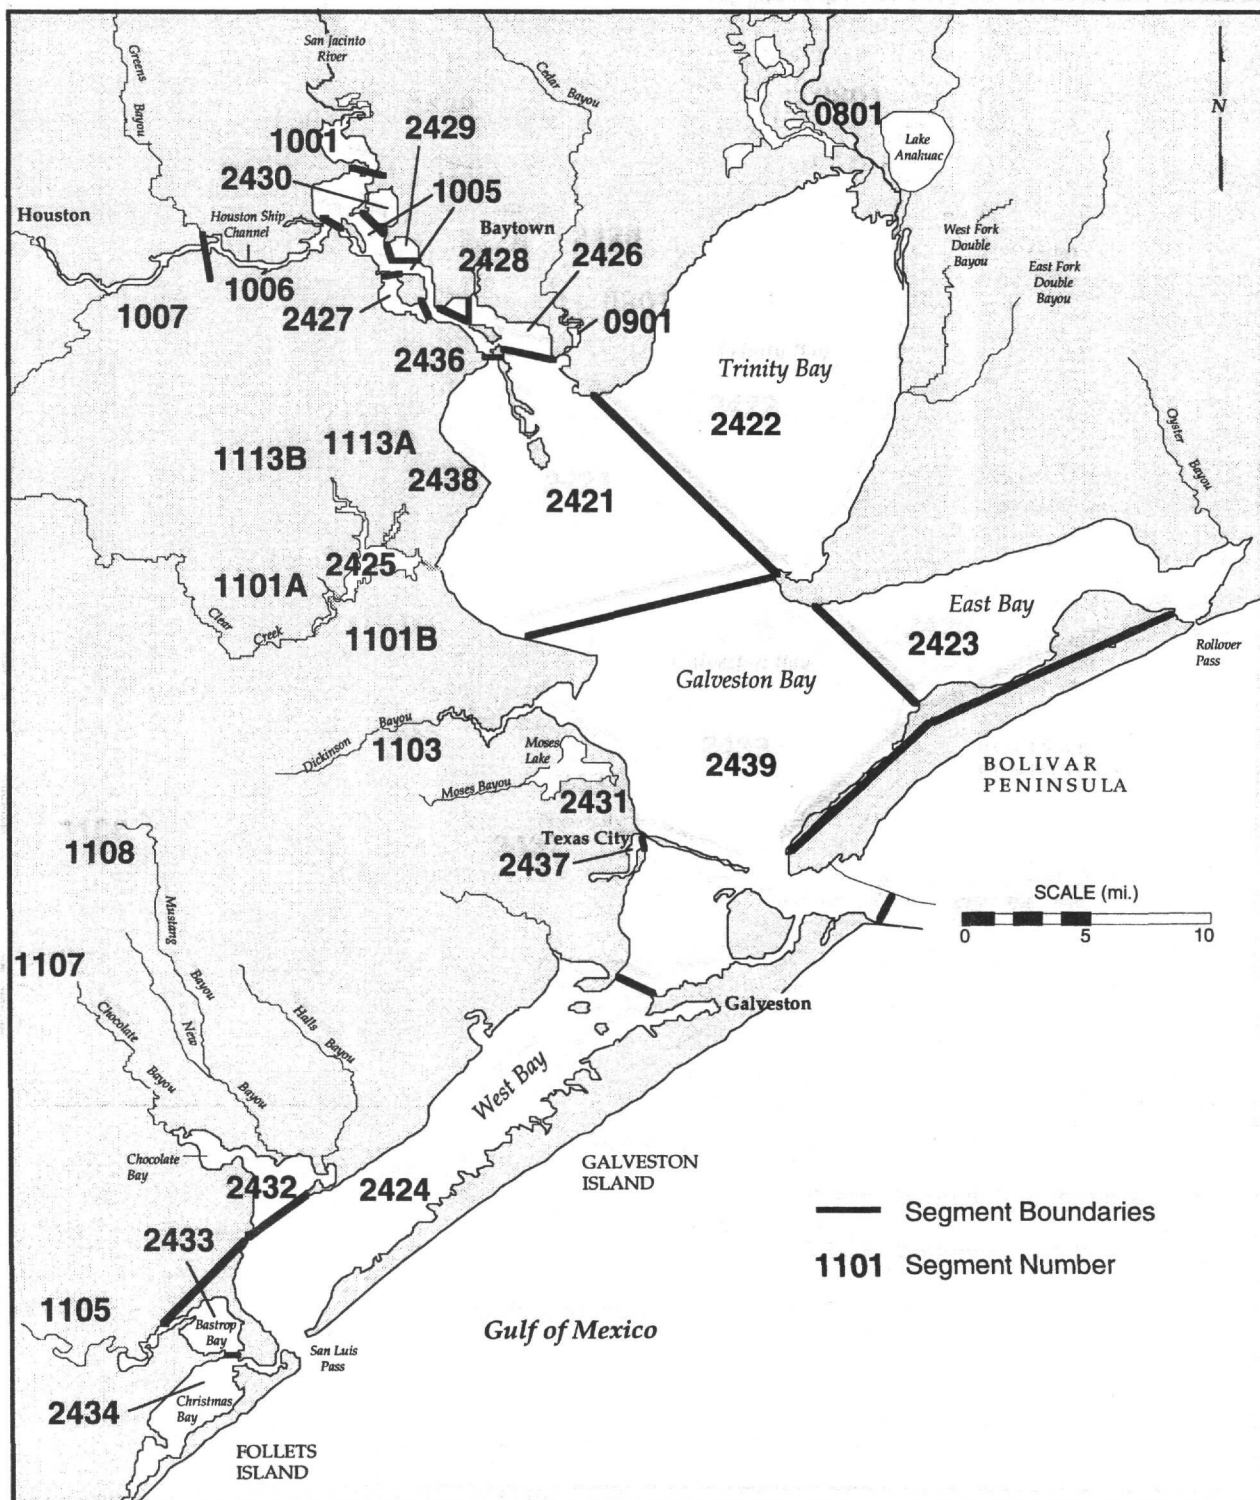 San Jacinto
River
Greens
Bayou
Cedar Bayou
0801
N
2429
1001
Lake
Anahuac
2430
1005
Houston
Houston Ship
Channel
Baytown
2428
2426
West Fork
Double
Bayou
East Fork
Double
Bayou
1006
1007
2427
0901
2436
Trinity Bay
2422
Oyster
Bayou
1113B
1113A
2438
2421
2425
1101A
Clear
Creek
1101B
East Bay
2423
Rollover
Pass
Galveston Bay
Dickinson Bayou
1103
Moses
Lake
2439
BOLIVAR
PENINSULA
Moses Bayou
2431
Texas City
2437
1108
Mustang
Bayou
SCALE (mi.)
0 5 10
1107
Chocolate
Bayou
New
Bayou
Halls
Bayou
Galveston
West Bay
Chocolate
Bay
GALVESTON
ISLAND
2432
2424
2433
Segment Boundaries
1101 Segment Number
1105
Bastrop
Bay
San Luis
Pass
Gulf of Mexico
2434
Christmas
Bay
FOLLETS
ISLAND